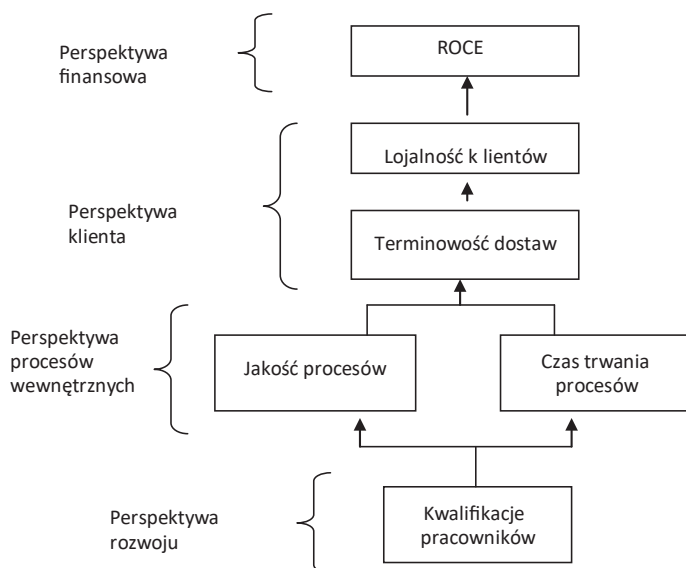 Perspektywa
finansowa
ROCE
Lojalność k lientów
Perspektywa
klienta
Terminowość dostaw
Perspektywa
procesów
wewnętrznych
Jakość procesów
Czas trwania
procesów
Perspektywa
rozwoju
Kwalifikacje
pracowników